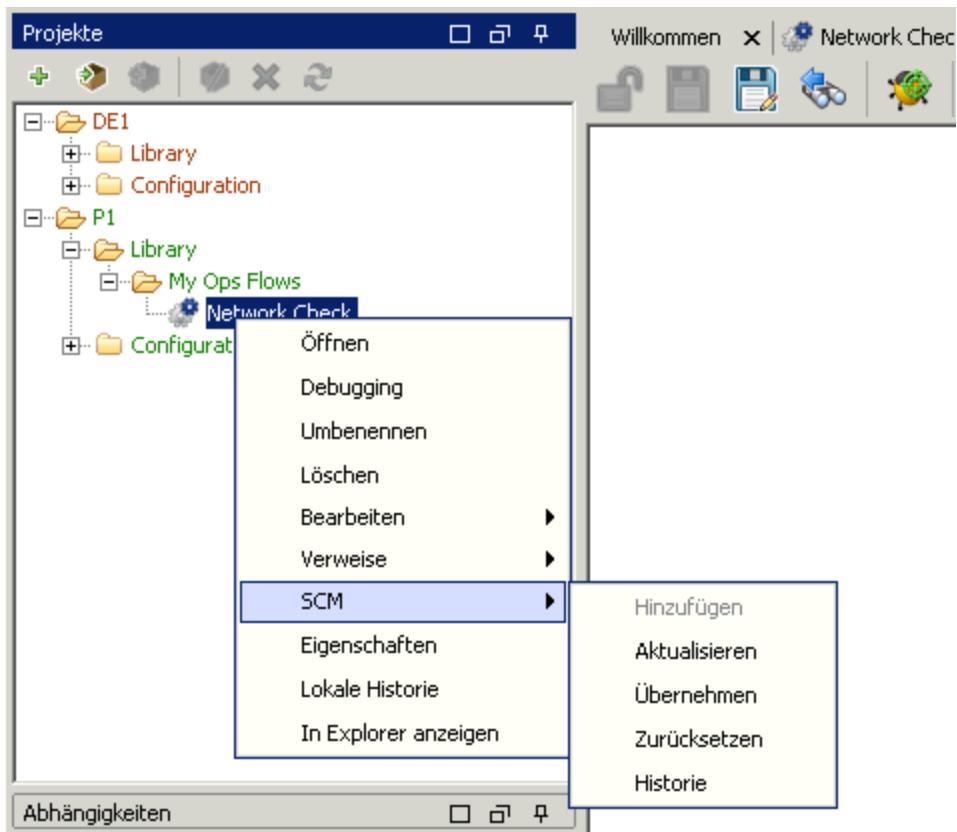 Projekte
Willkommen
Network Chec
DE1
Library
Configuration
P1
Library
My Ops Flows
Network Check
Configurat
Öffnen
Debugging
Umbenennen
Löschen
Bearbeiten
Verweise
SCM
Eigenschaften
Lokale Historie
In Explorer anzeigen
Hinzufügen
Aktualisieren
Übernehmen
Zurücksetzen
Historie
Abhängigkeiten